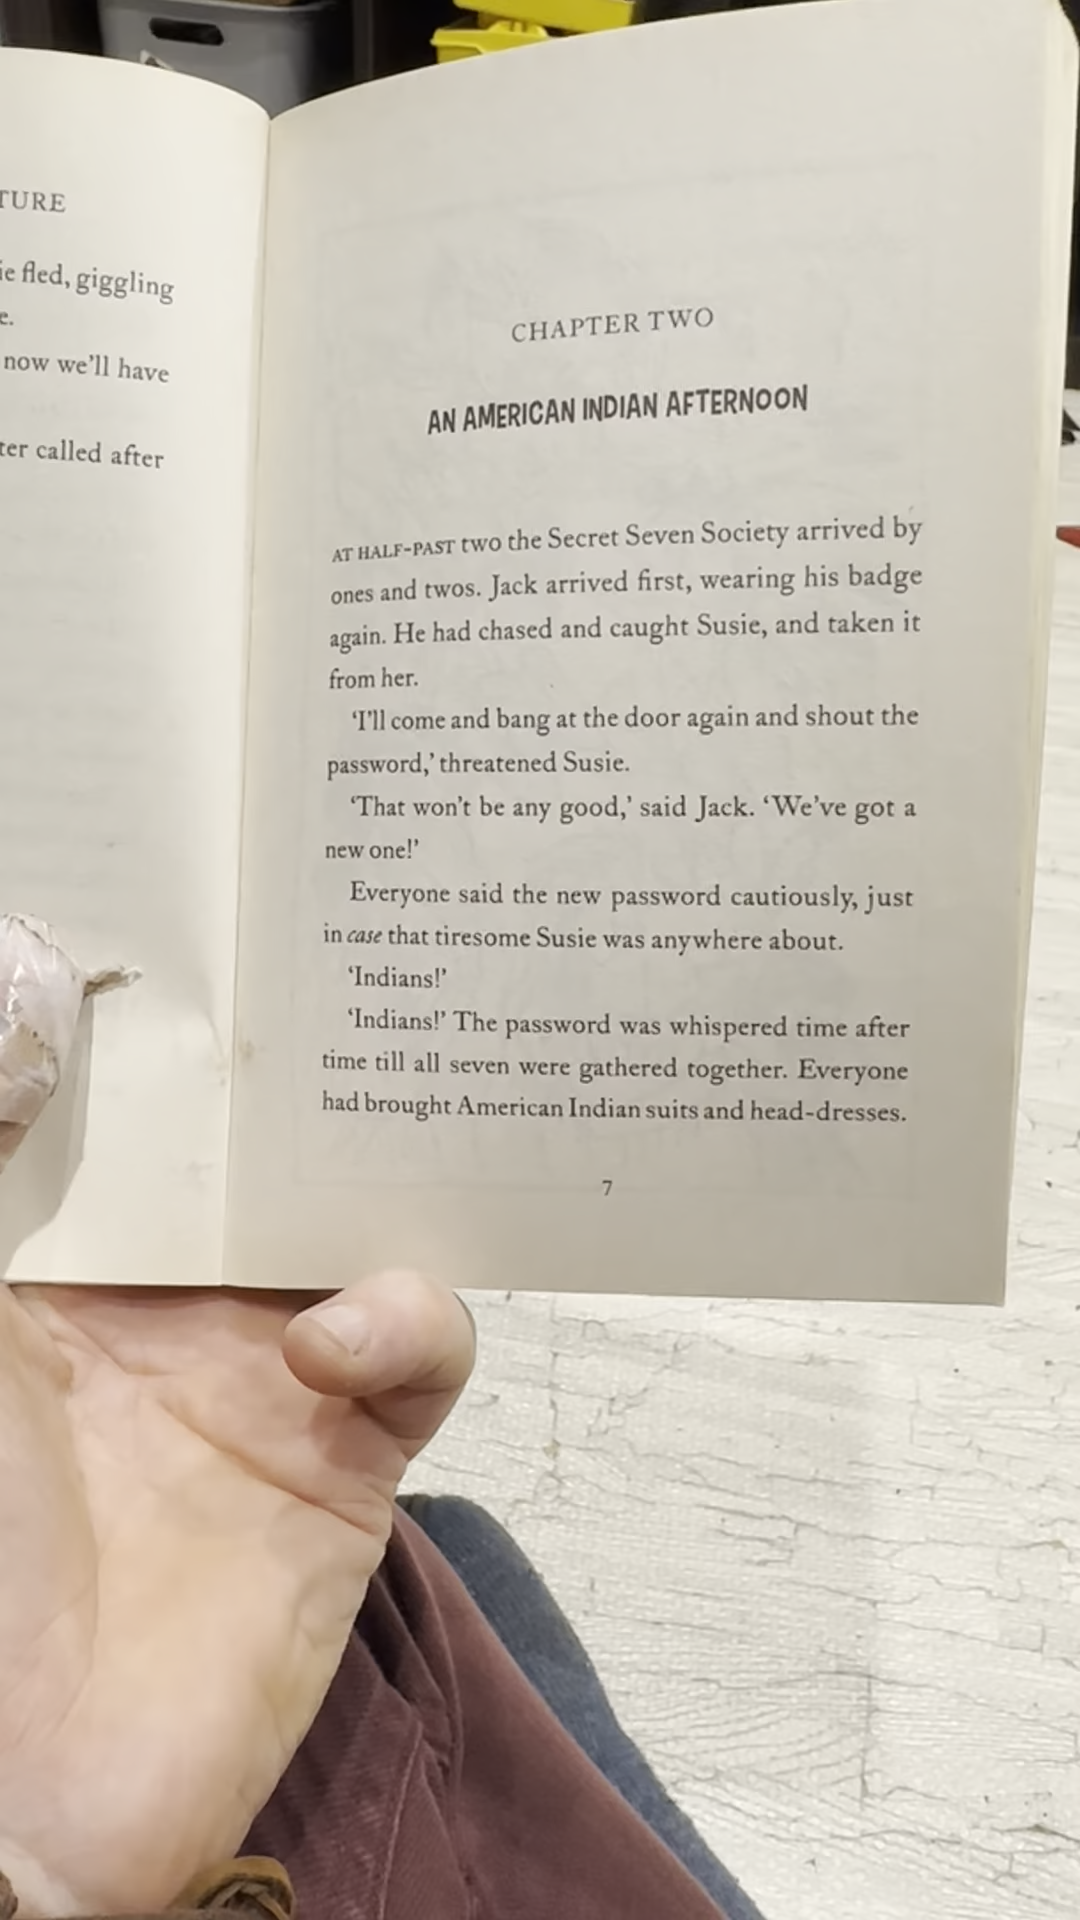 TURE
fled, giggling
now we'll have
called after
CHAPTER TWO
AN AMERICAN INDIAN AFTERNOON
AT HALF-PAST two the Secret Seven Society arrived by
ones and twos. Jack arrived first, wearing his badge
again. He had chased and caught Susie, and taken it
from her.
‘I’ll come and bang at the door again and shout the
password,’ threatened Susie.
‘That won’t be any good,’ said Jack. ‘We’ve got a
new one!’
Everyone said the new password cautiously, just
in case that tiresome Susie was anywhere about.
‘Indians!’
‘Indians!’ The password was whispered time after
time till all seven were gathered together. Everyone
had brought American Indian suits and head-dresses.
7